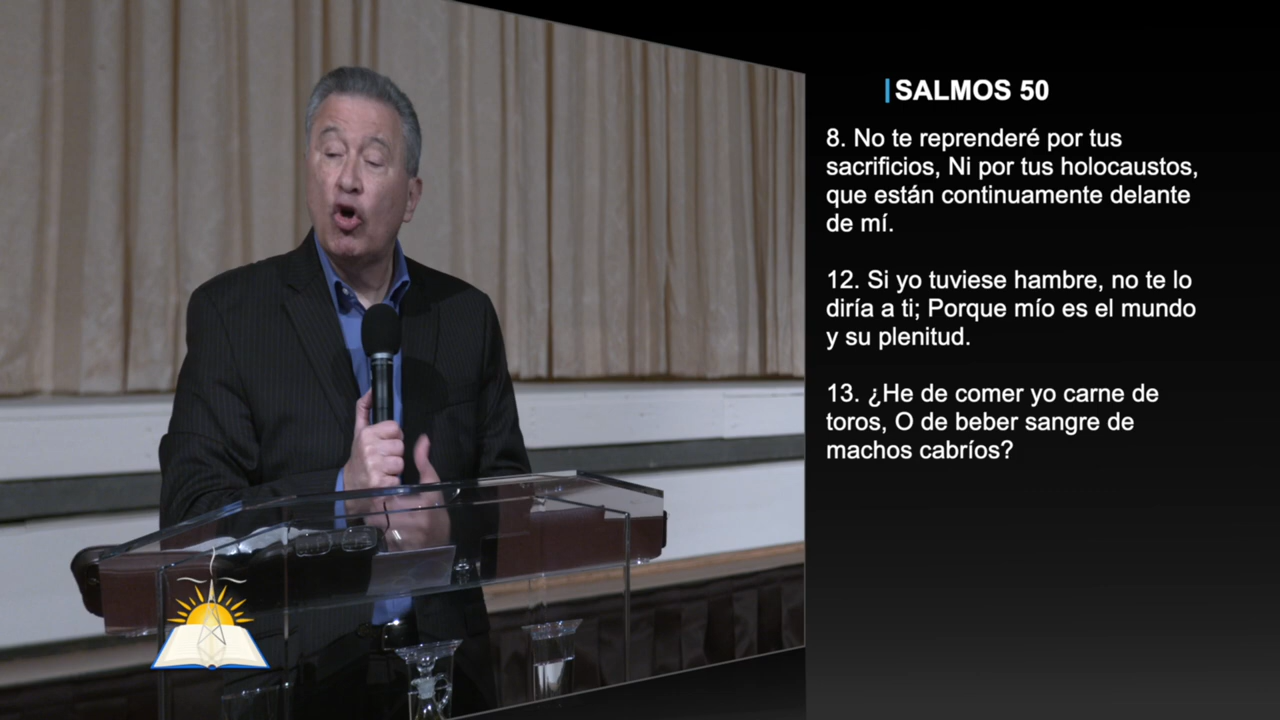 SALMOS 50
8. No te reprenderé por tus
sacrificios, Ni por tus holocaustos,
que están continuamente delante
de mí.
12. Si yo tuviese hambre, no te lo
diría a ti; Porque mío es el mundo
y su plenitud.
13. ¿He de comer yo carne de
toros, O de beber sangre de
machos cabríos?